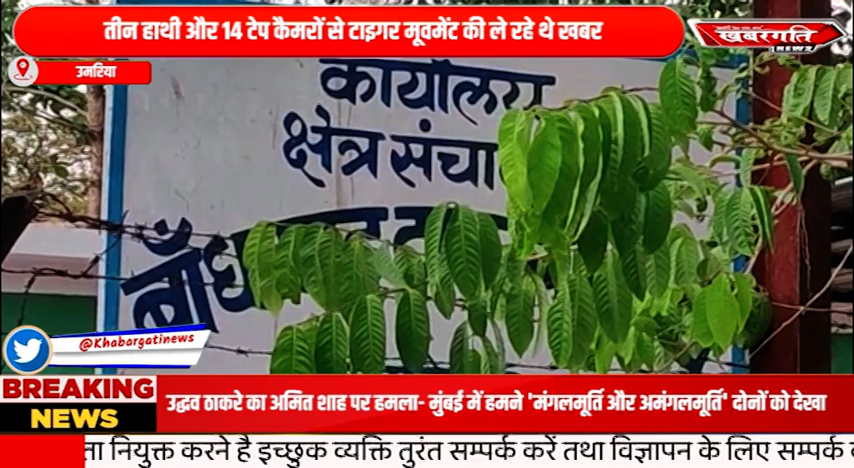 तीन हाथी और 14 टेप कैमरों से टाइगर मूवमेंट की ले रहे थे खबर
खबरगति
NEWS
उमरिया
कार्यालय
क्षेत्र संचा
@Khabargatinews
BREAKING
NEWS
उद्धव ठाकरे का अमित शाह पर हमला- मुंबई में हमने 'मंगलमूर्ति और अमंगलमूर्ति' दोनों को देखा
नियुक्त करने है इच्छुक व्यक्ति तुरंत सम्पर्क करें तथा विज्ञापन के लिए सम्पर्क